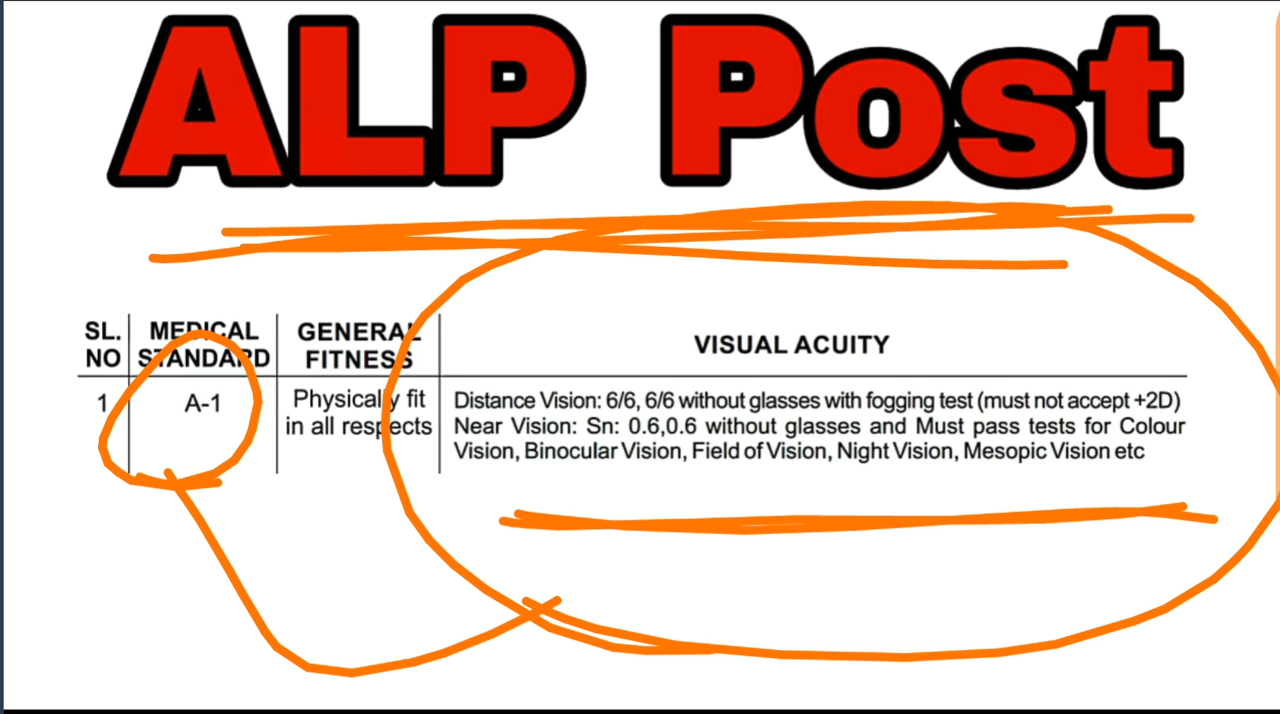 ALP Post
SL. NO
MEDICAL STANDARD
GENERAL FITNESS
VISUAL ACUITY
1
A-1
Physically fit
in all respects
Distance Vision: 6/6, 6/6 without glasses with fogging test (must not accept +2D)
Near Vision: Sn: 0.6,0.6 without glasses and Must pass tests for Colour
Vision, Binocular Vision, Field of Vision, Night Vision, Mesopic Vision etc